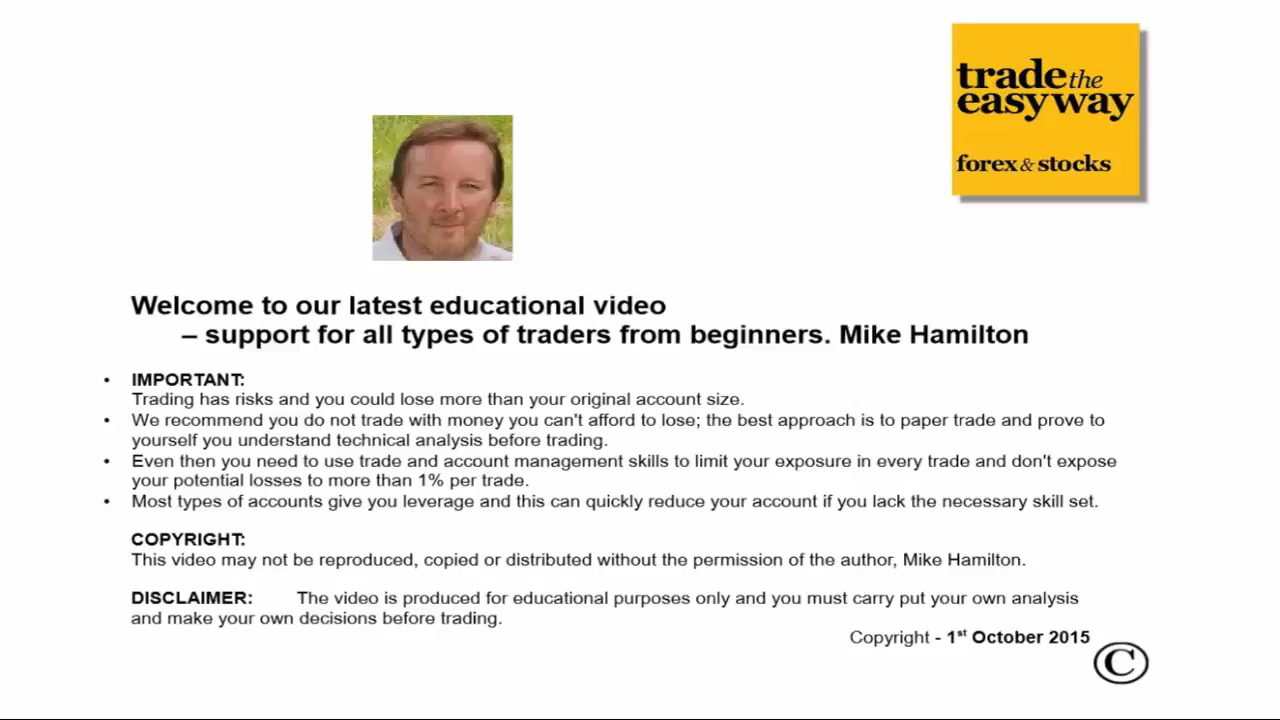 trade the
easyway
forex & stocks
Welcome to our latest educational video
– support for all types of traders from beginners. Mike Hamilton
• IMPORTANT:
Trading has risks and you could lose more than your original account size.
• We recommend you do not trade with money you can't afford to lose; the best approach is to paper trade and prove to
yourself you understand technical analysis before trading.
• Even then you need to use trade and account management skills to limit your exposure in every trade and don't expose
your potential losses to more than 1% per trade.
• Most types of accounts give you leverage and this can quickly reduce your account if you lack the necessary skill set.
COPYRIGHT:
This video may not be reproduced, copied or distributed without the permission of the author, Mike Hamilton.
DISCLAIMER: The video is produced for educational purposes only and you must carry put your own analysis
and make your own decisions before trading.
Copyright - 1st October 2015
©